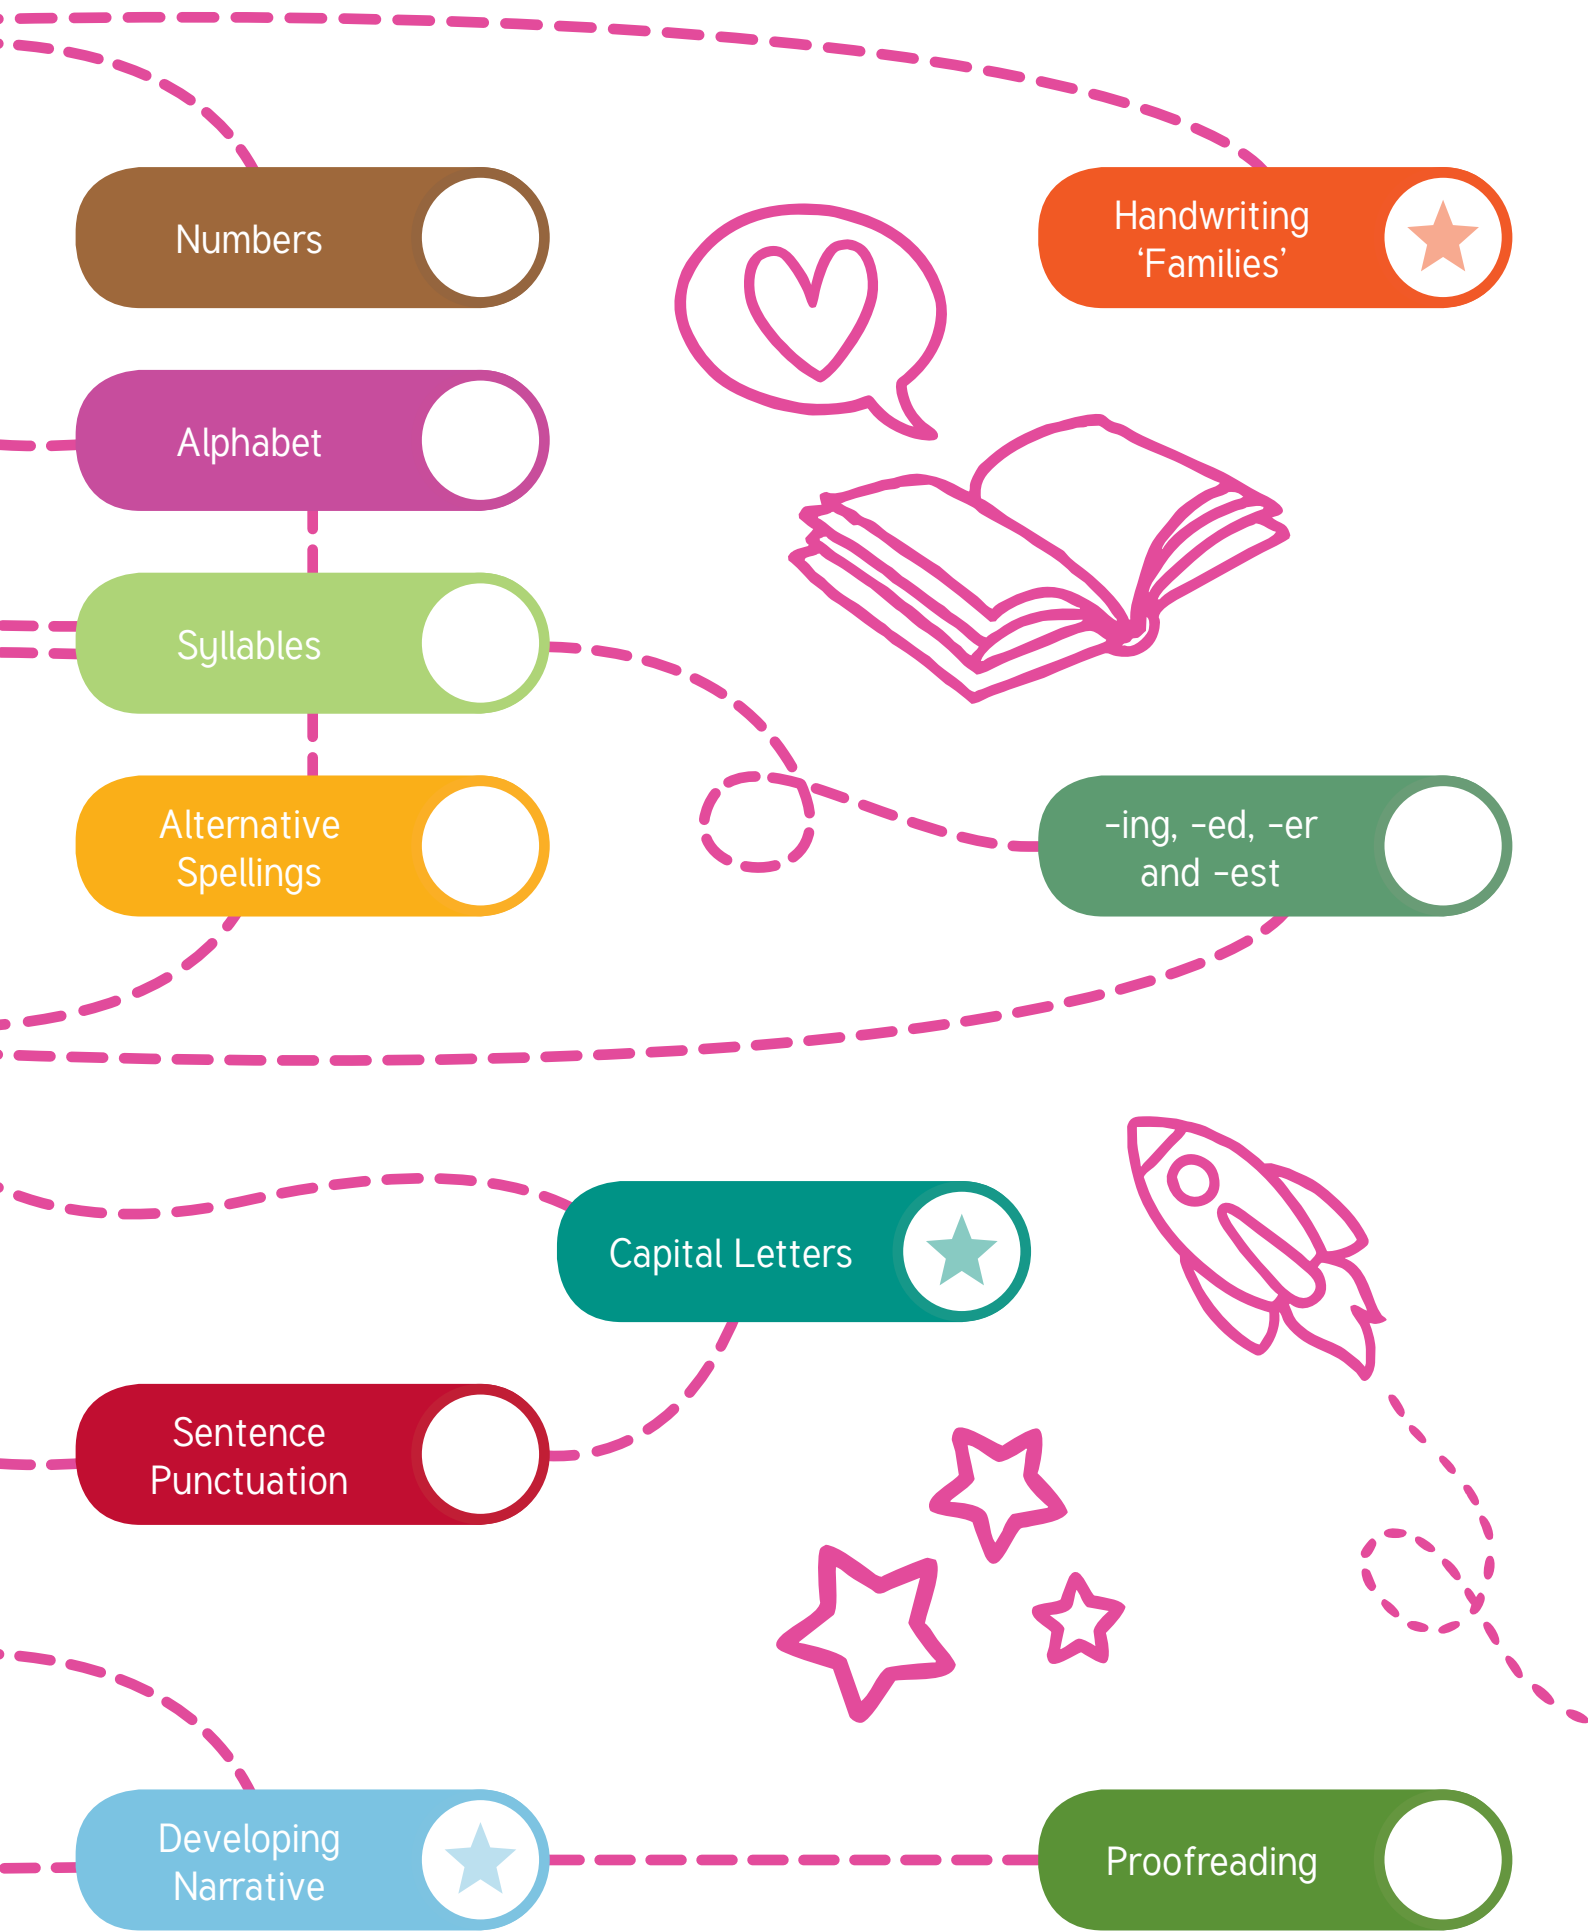 Numbers
Handwriting
‘Families’
Alphabet
Syllables
Alternative
Spellings
-ing, -ed, -er
and -est
Capital Letters
Sentence
Punctuation
Developing
Narrative
Proofreading